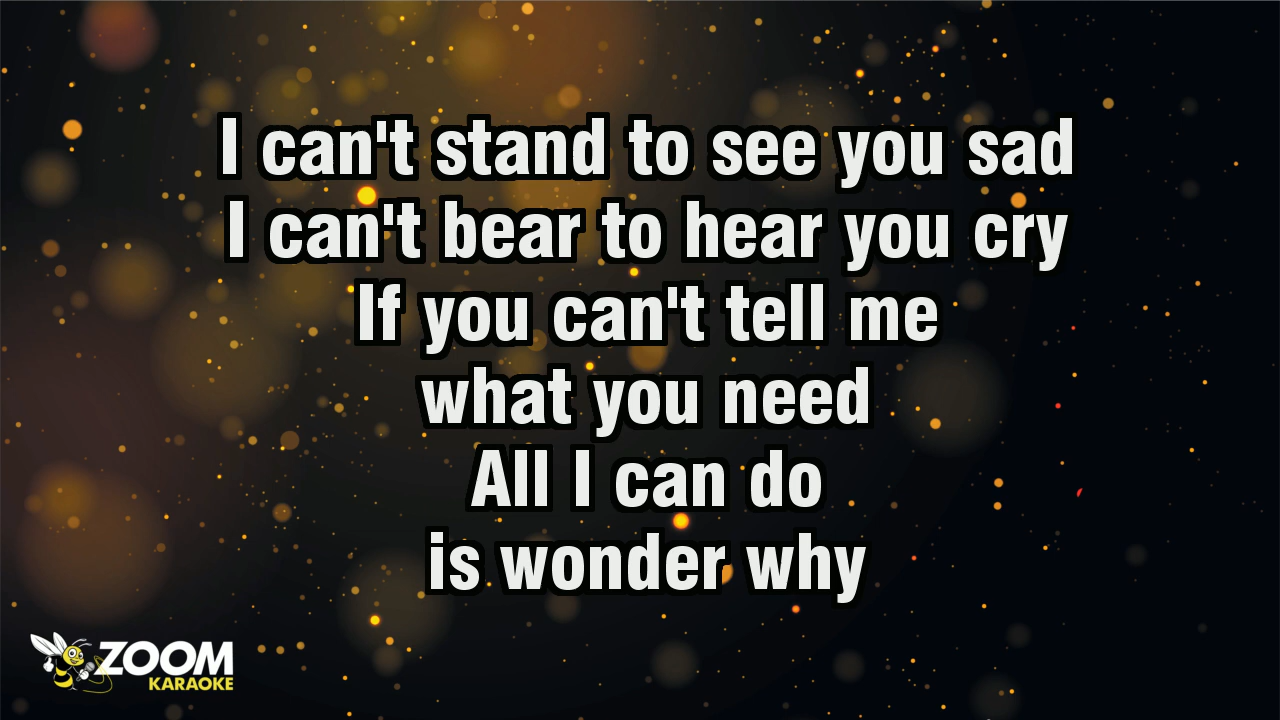 I can't stand to see you sad
I can't bear to hear you cry
If you can't tell me
what you need
All I can do
is wonder why
ZOOM
KARAOKE